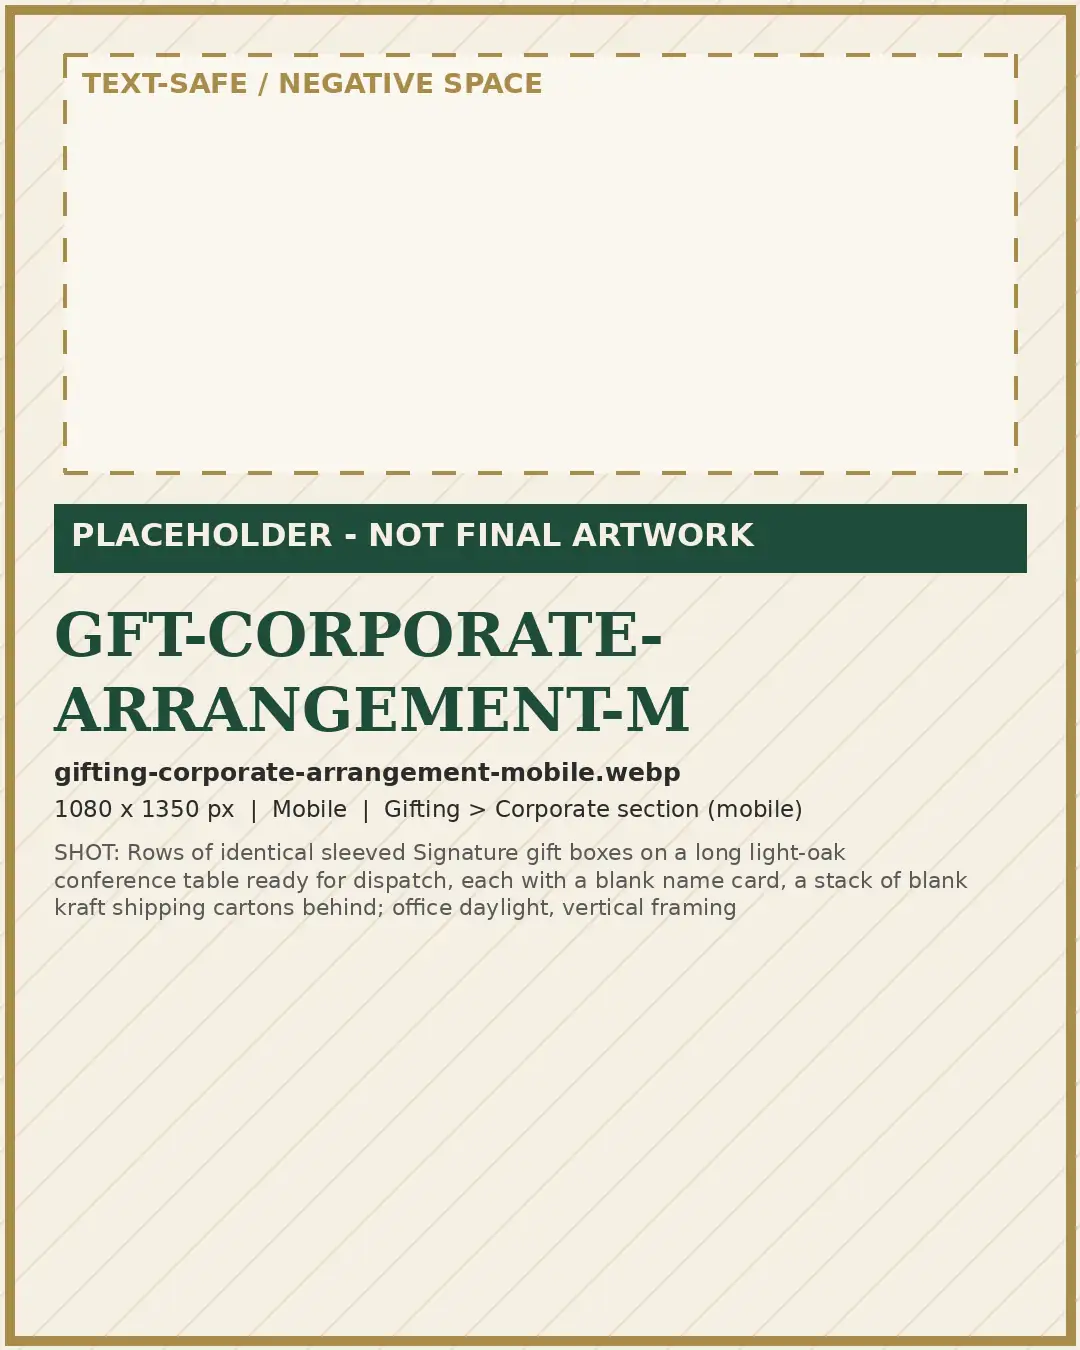 TEXT-SAFE / NEGATIVE SPACE
PLACEHOLDER - NOT FINAL ARTWORK
GFT-CORPORATE-
ARRANGEMENT-M
gifting-corporate-arrangement-mobile.webp
1080 x 1350 px | Mobile | Gifting > Corporate section (mobile)
SHOT: Rows of identical sleeved Signature gift boxes on a long light-oak
conference table ready for dispatch, each with a blank name card, a stack of blank
kraft shipping cartons behind; office daylight, vertical framing